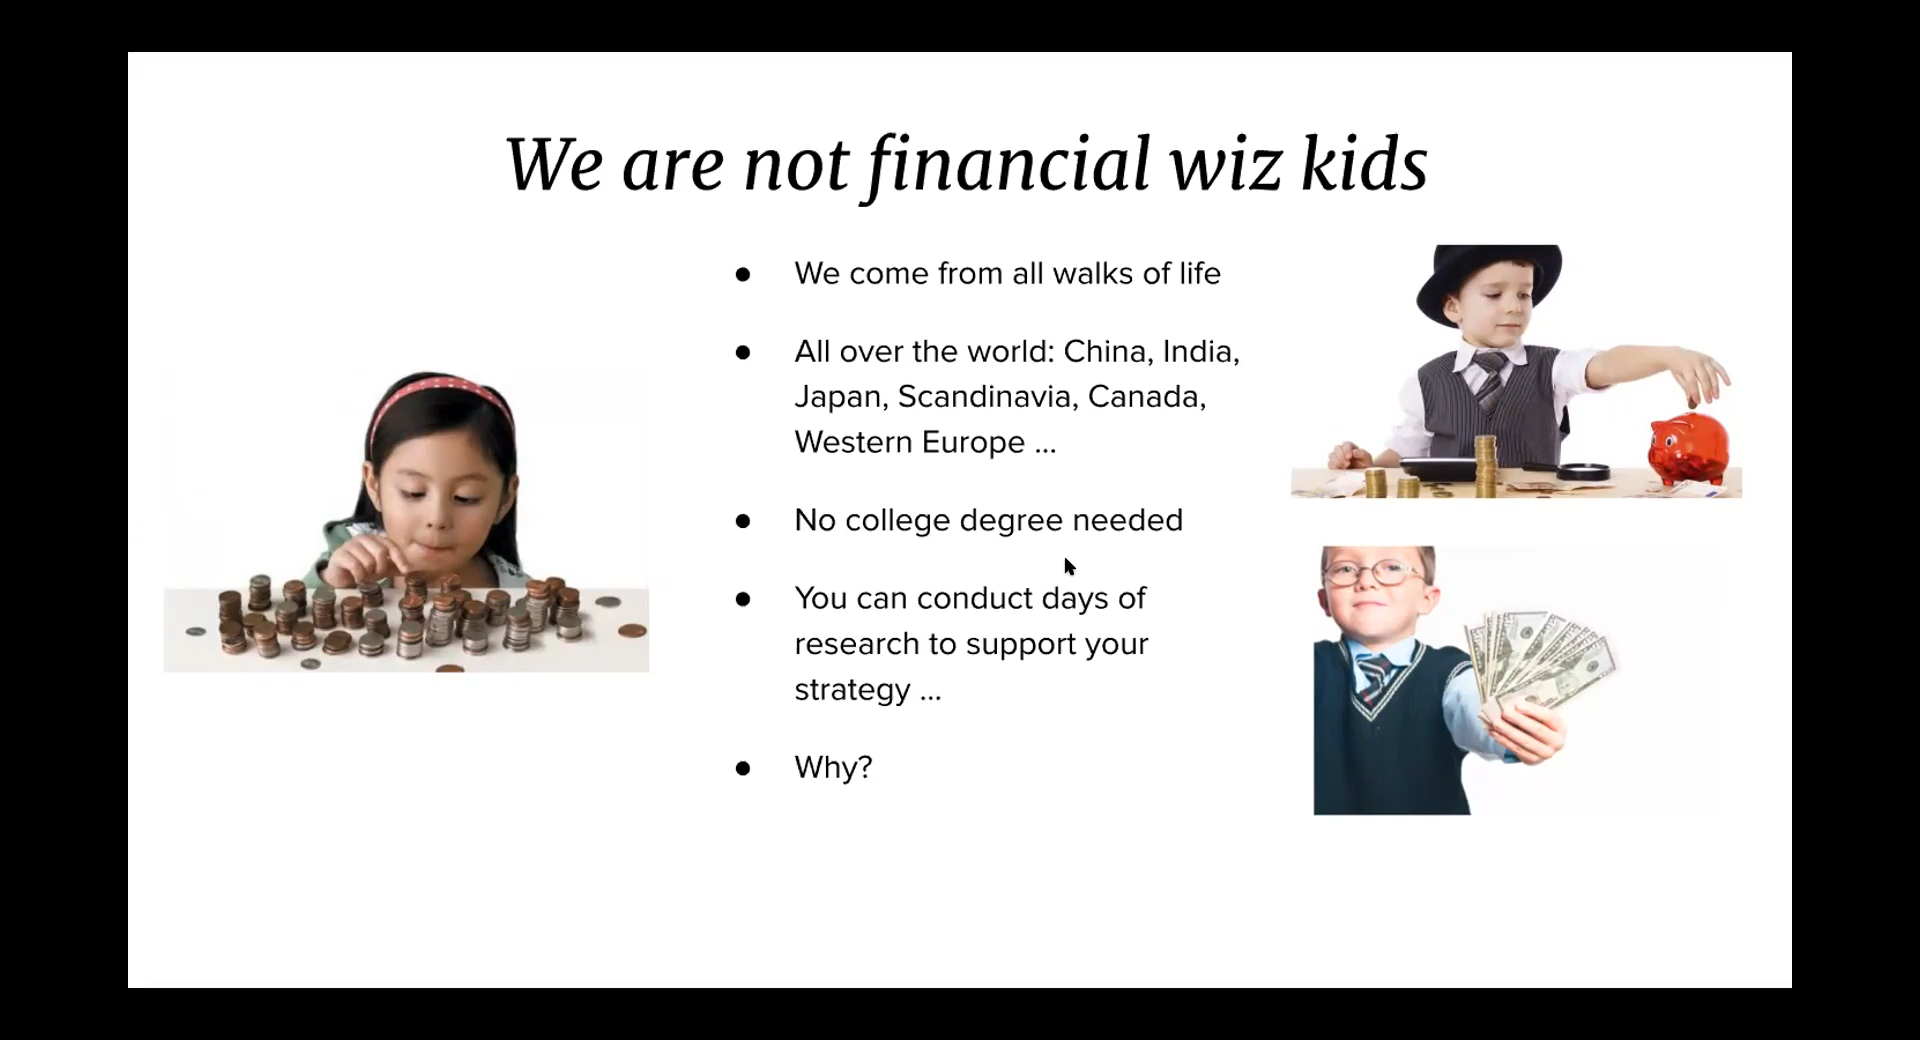 We are not financial wiz kids
● We come from all walks of life
● All over the world: China, India,
Japan, Scandinavia, Canada,
Western Europe ...
● No college degree needed
● You can conduct days of
research to support your
strategy ...
● Why?